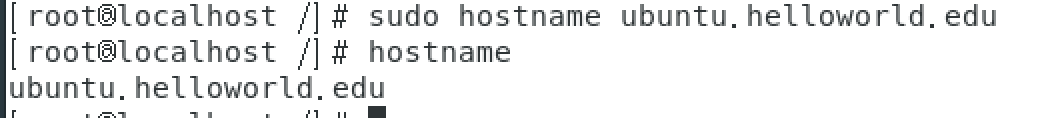 [root@localhost /]# sudo hostname ubuntu.helloworld.edu
[root@localhost /]# hostname
ubuntu.helloworld.edu